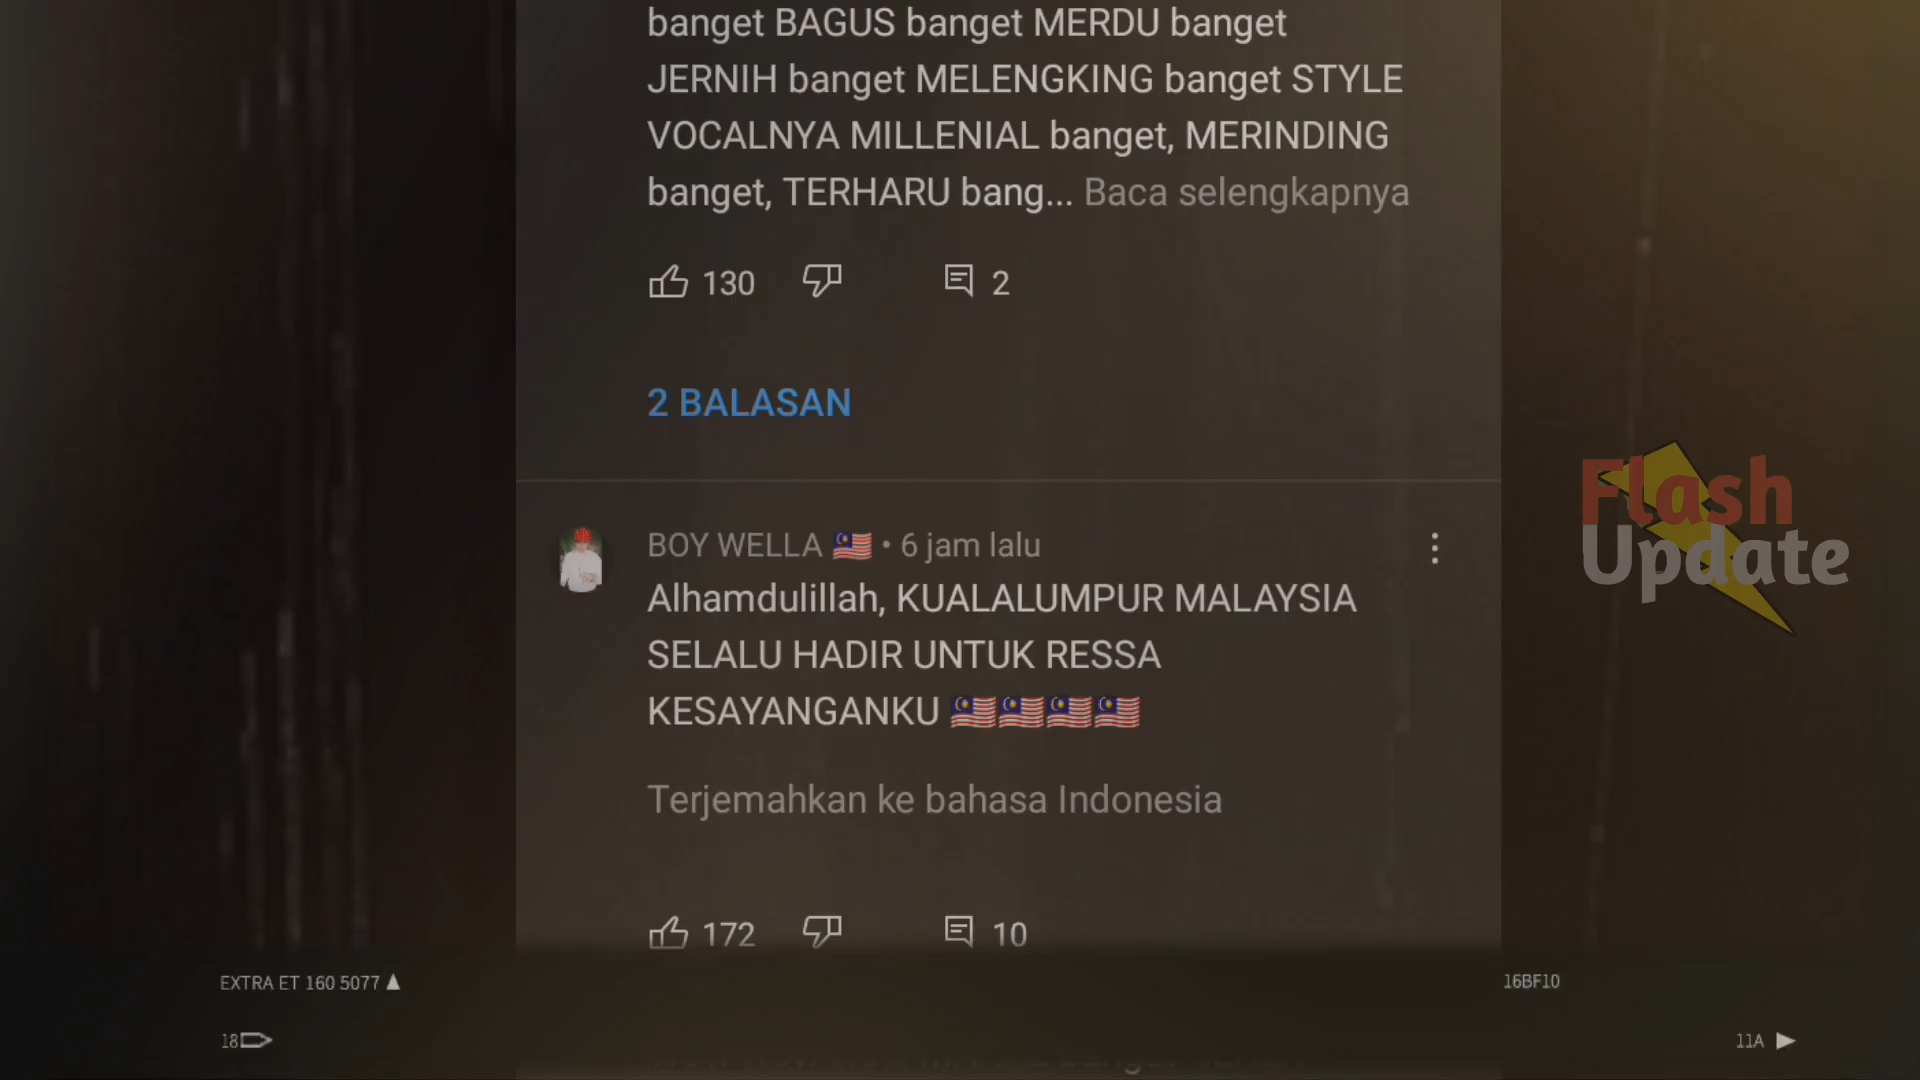 banget BAGUS banget MERDU banget
JERNIH banget MELENGKING banget STYLE
VOCALNYA MILLENIAL banget, MERINDING
banget, TERHARU bang... Baca selengkapnya
130 2
2 BALASAN
BOY WELLA 🇲🇾 • 6 jam lalu
Alhamdulillah, KUALALUMPUR MALAYSIA
SELALU HADIR UNTUK RESSA
KESAYANGANKU 🇲🇾🇲🇾🇲🇾🇲🇾
Terjemahkan ke bahasa Indonesia
172 10
Flash
Update
EXTRA ET 160 5077 ▲
16BF10
18
11A ▶